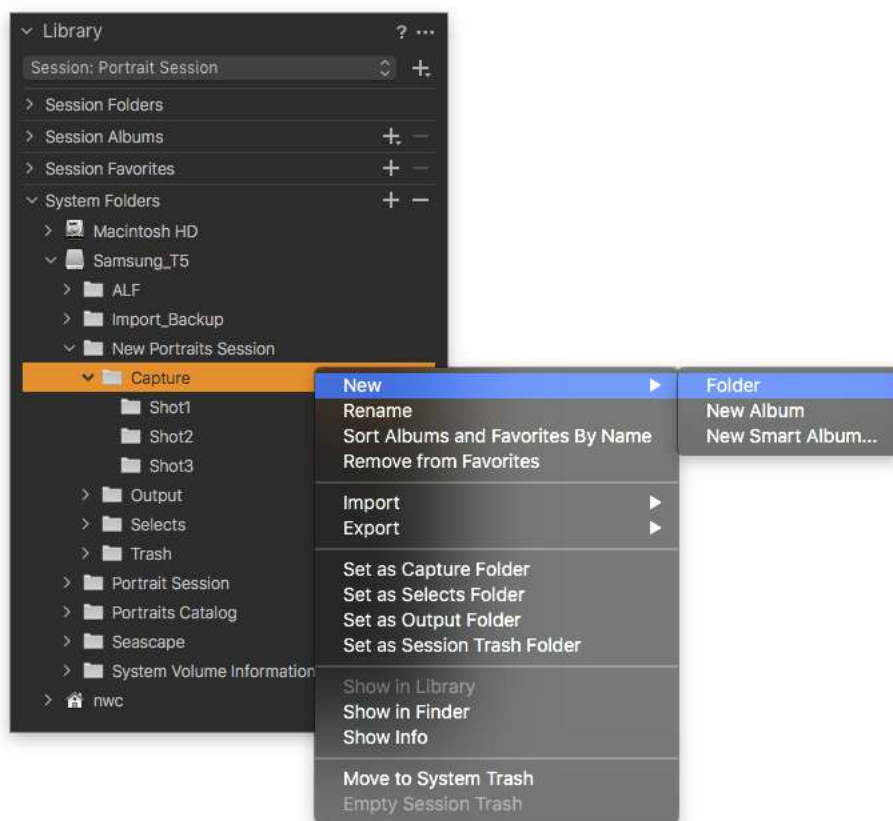 Library ? ...
Session: Portrait Session
Session Folders
Session Albums
Session Favorites
System Folders
Macintosh HD
Samsung_T5
ALF
Import_Backup
New Portraits Session
Capture
Shot1
Shot2
Shot3
Output
Selects
Trash
Portrait Session
Portraits Catalog
Seascape
System Volume Information
nwc
New
Rename
Sort Albums and Favorites By Name
Remove from Favorites
Import
Export
Set as Capture Folder
Set as Selects Folder
Set as Output Folder
Set as Session Trash Folder
Show in Library
Show in Finder
Show Info
Move to System Trash
Empty Session Trash
Folder
New Album
New Smart Album...